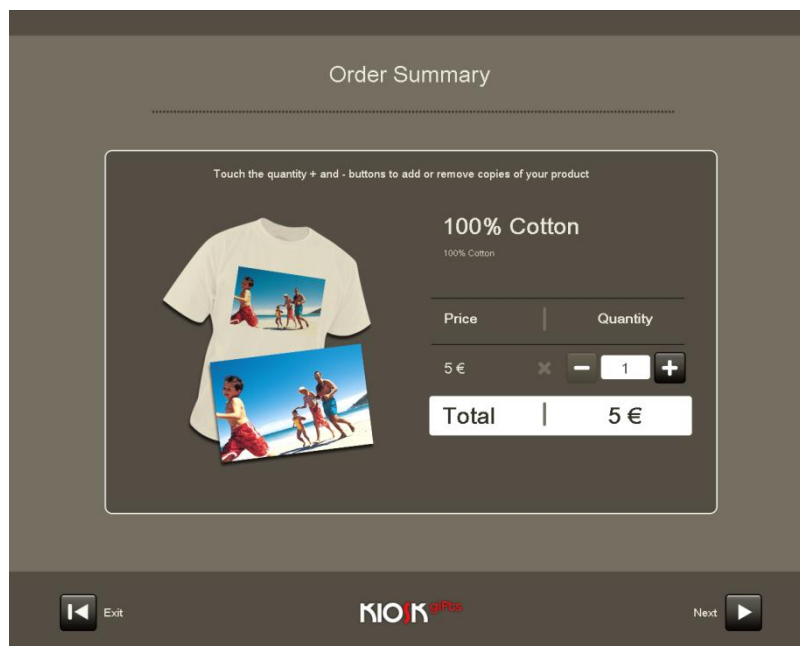 Order Summary
Touch the quantity + and - buttons to add or remove copies of your product
100% Cotton
100% Cotton
Price | Quantity
5 € × - 1 +
Total | 5 €
Exit
KIOSK gifts
Next